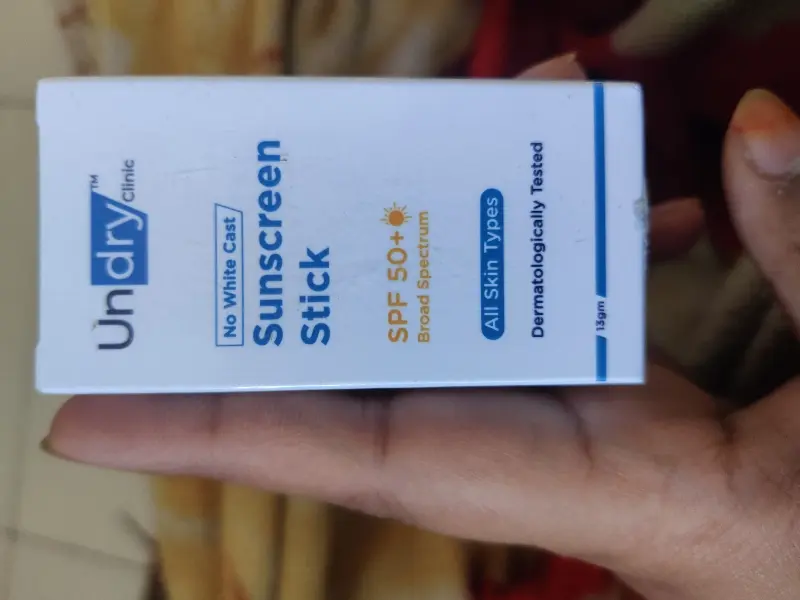 Undry™
Clinic
No White Cast
Sunscreen
Stick
SPF 50+
Broad Spectrum
All Skin Types
Dermatologically Tested
13gm